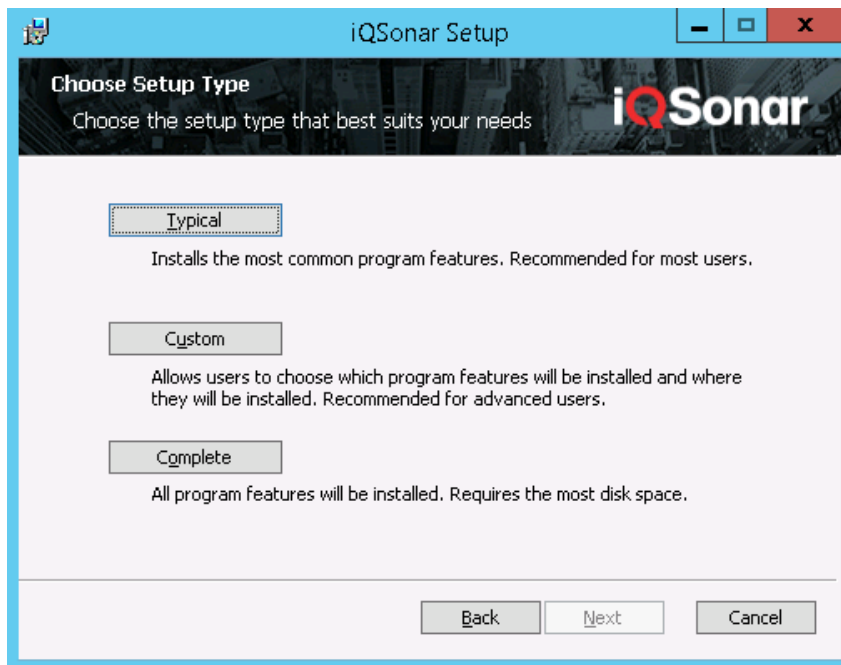 iQSonar Setup
Choose Setup Type
Choose the setup type that best suits your needs
iQSonar
Typical
Installs the most common program features. Recommended for most users.
Custom
Allows users to choose which program features will be installed and where
they will be installed. Recommended for advanced users.
Complete
All program features will be installed. Requires the most disk space.
Back Next Cancel